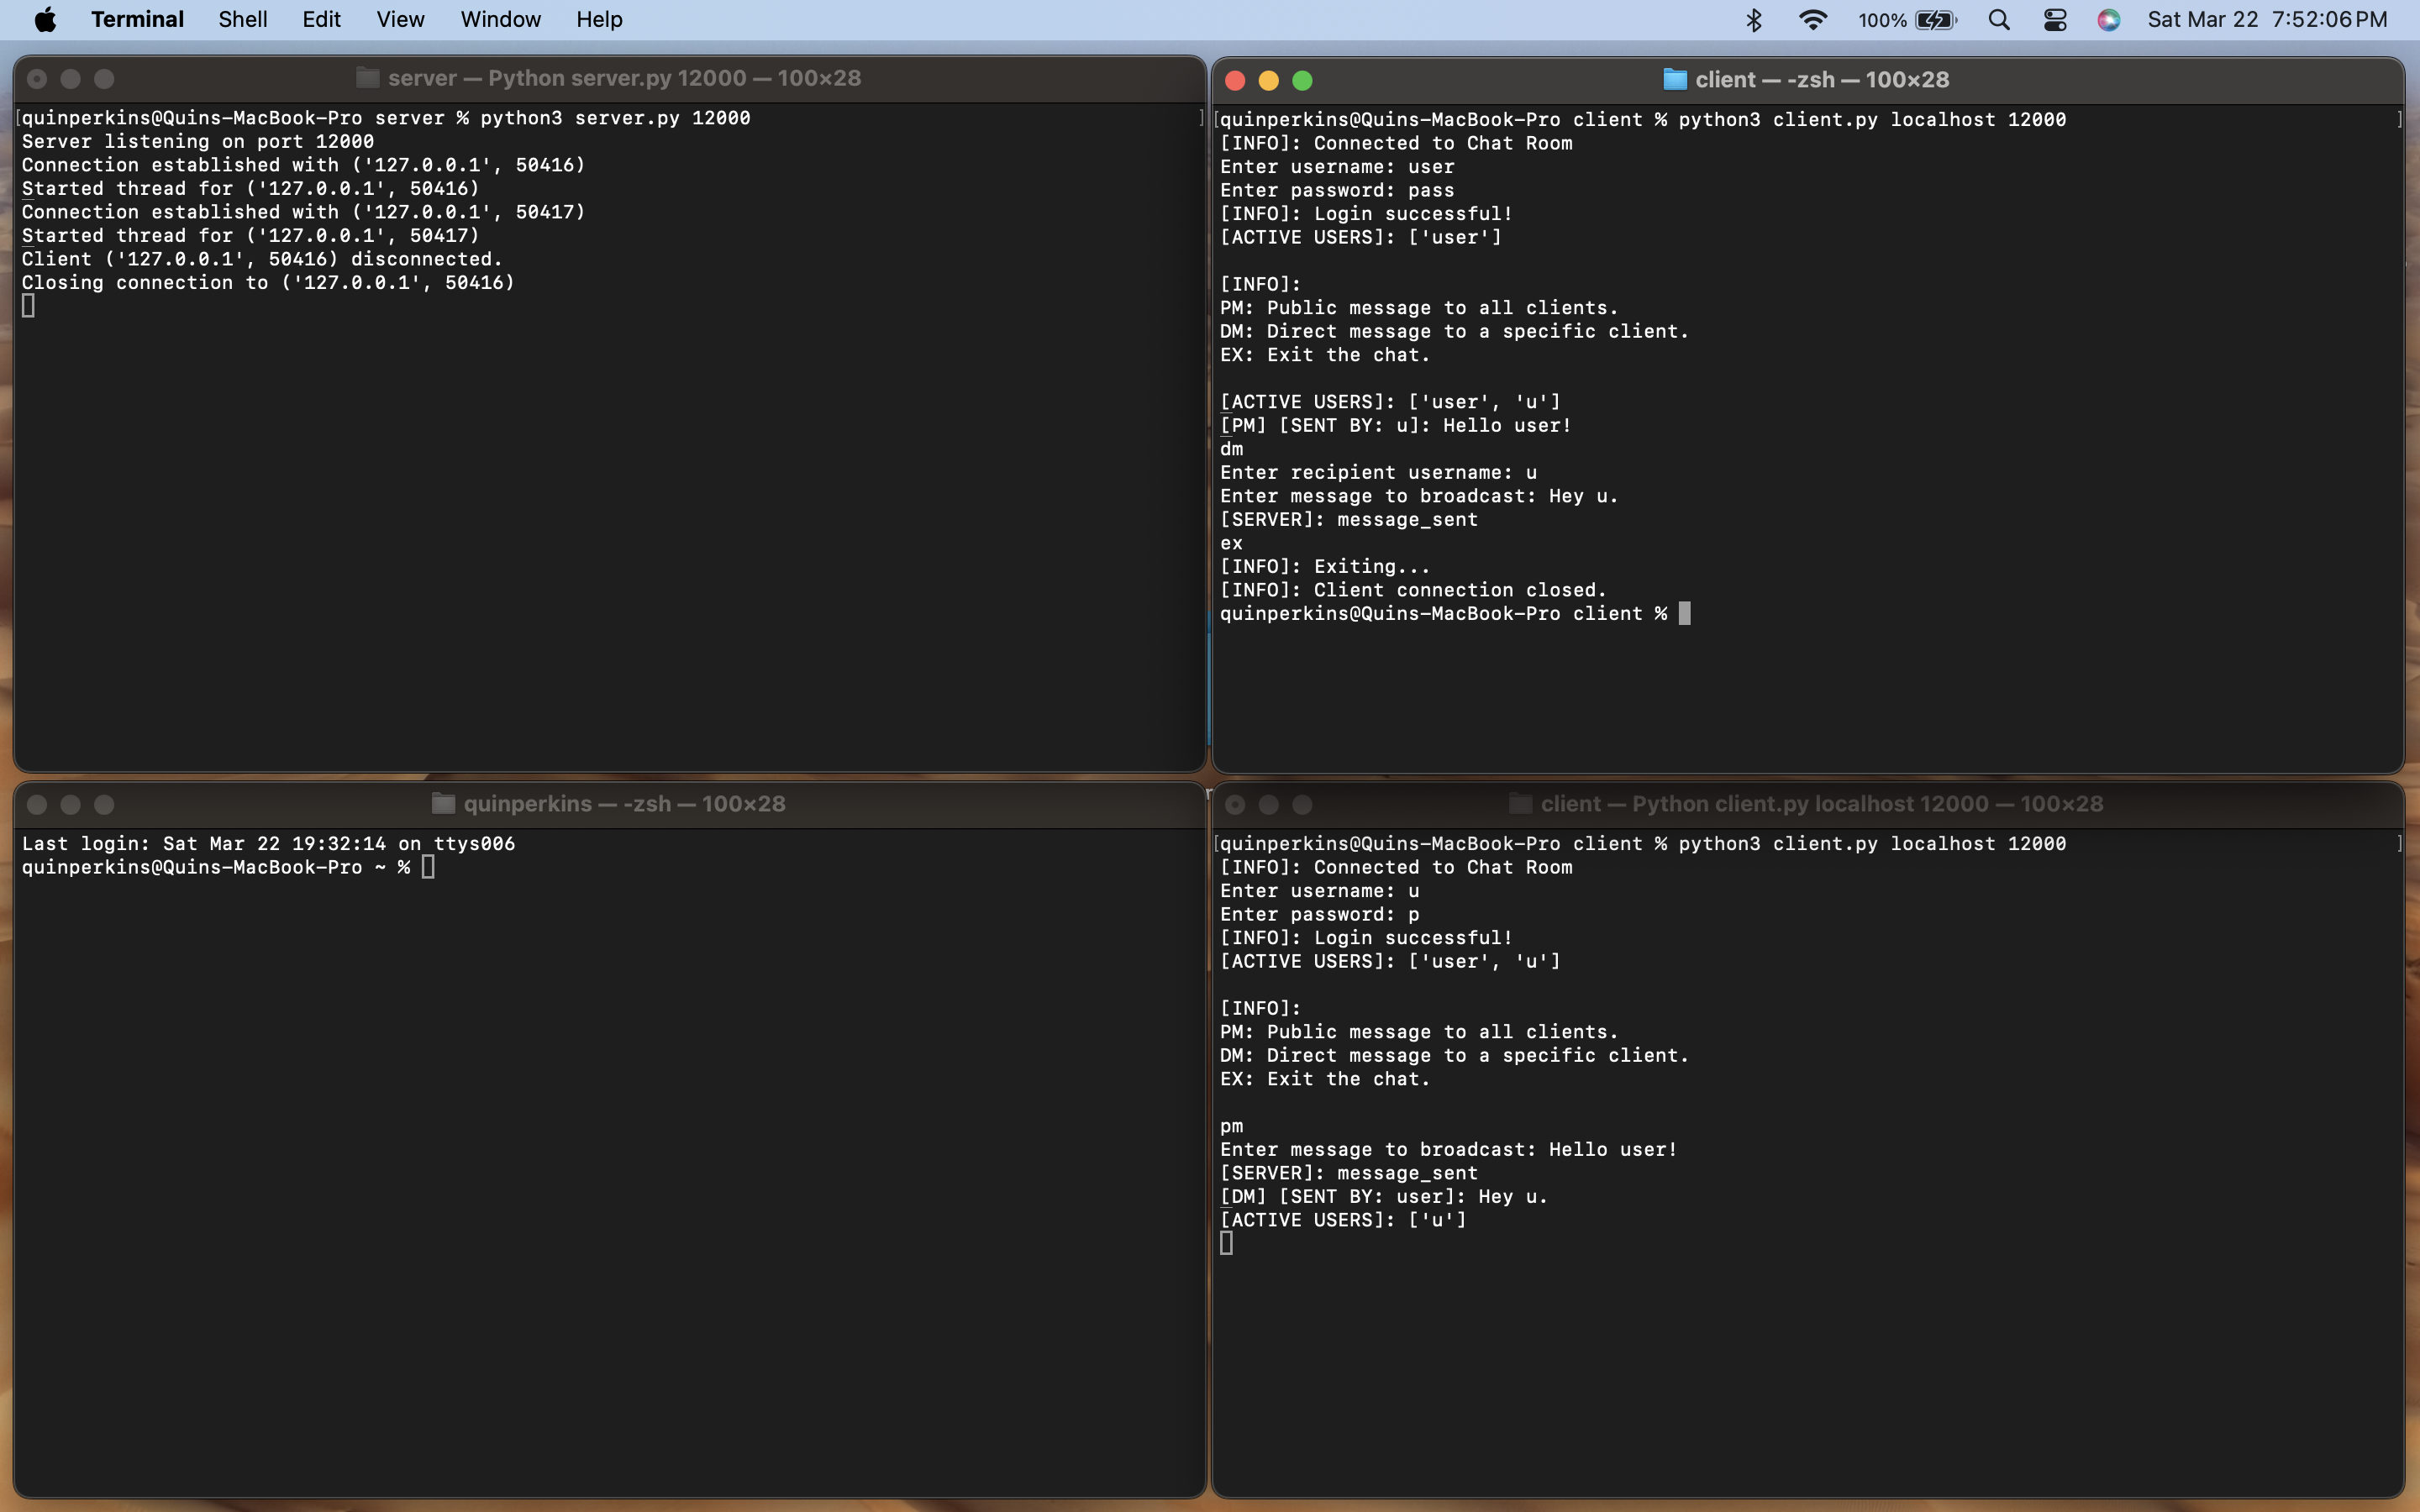 Terminal Shell Edit View Window Help 100% Sat Mar 22 7:52:06 PM
server — Python server.py 12000 — 100×28
[quinperkins@Quins-MacBook-Pro server % python3 server.py 12000 ]
Server listening on port 12000
Connection established with ('127.0.0.1', 50416)
Started thread for ('127.0.0.1', 50416)
Connection established with ('127.0.0.1', 50417)
Started thread for ('127.0.0.1', 50417)
Client ('127.0.0.1', 50416) disconnected.
Closing connection to ('127.0.0.1', 50416)
client — -zsh — 100×28
[quinperkins@Quins-MacBook-Pro client % python3 client.py localhost 12000 ]
[INFO]: Connected to Chat Room
Enter username: user
Enter password: pass
[INFO]: Login successful!
[ACTIVE USERS]: ['user']
[INFO]:
PM: Public message to all clients.
DM: Direct message to a specific client.
EX: Exit the chat.
[ACTIVE USERS]: ['user', 'u']
[PM] [SENT BY: u]: Hello user!
dm
Enter recipient username: u
Enter message to broadcast: Hey u.
[SERVER]: message_sent
ex
[INFO]: Exiting...
[INFO]: Client connection closed.
quinperkins@Quins-MacBook-Pro client %
quinperkins — -zsh — 100×28
Last login: Sat Mar 22 19:32:14 on ttys006
quinperkins@Quins-MacBook-Pro ~ %
client — Python client.py localhost 12000 — 100×28
[quinperkins@Quins-MacBook-Pro client % python3 client.py localhost 12000 ]
[INFO]: Connected to Chat Room
Enter username: u
Enter password: p
[INFO]: Login successful!
[ACTIVE USERS]: ['user', 'u']
[INFO]:
PM: Public message to all clients.
DM: Direct message to a specific client.
EX: Exit the chat.
pm
Enter message to broadcast: Hello user!
[SERVER]: message_sent
[DM] [SENT BY: user]: Hey u.
[ACTIVE USERS]: ['u']